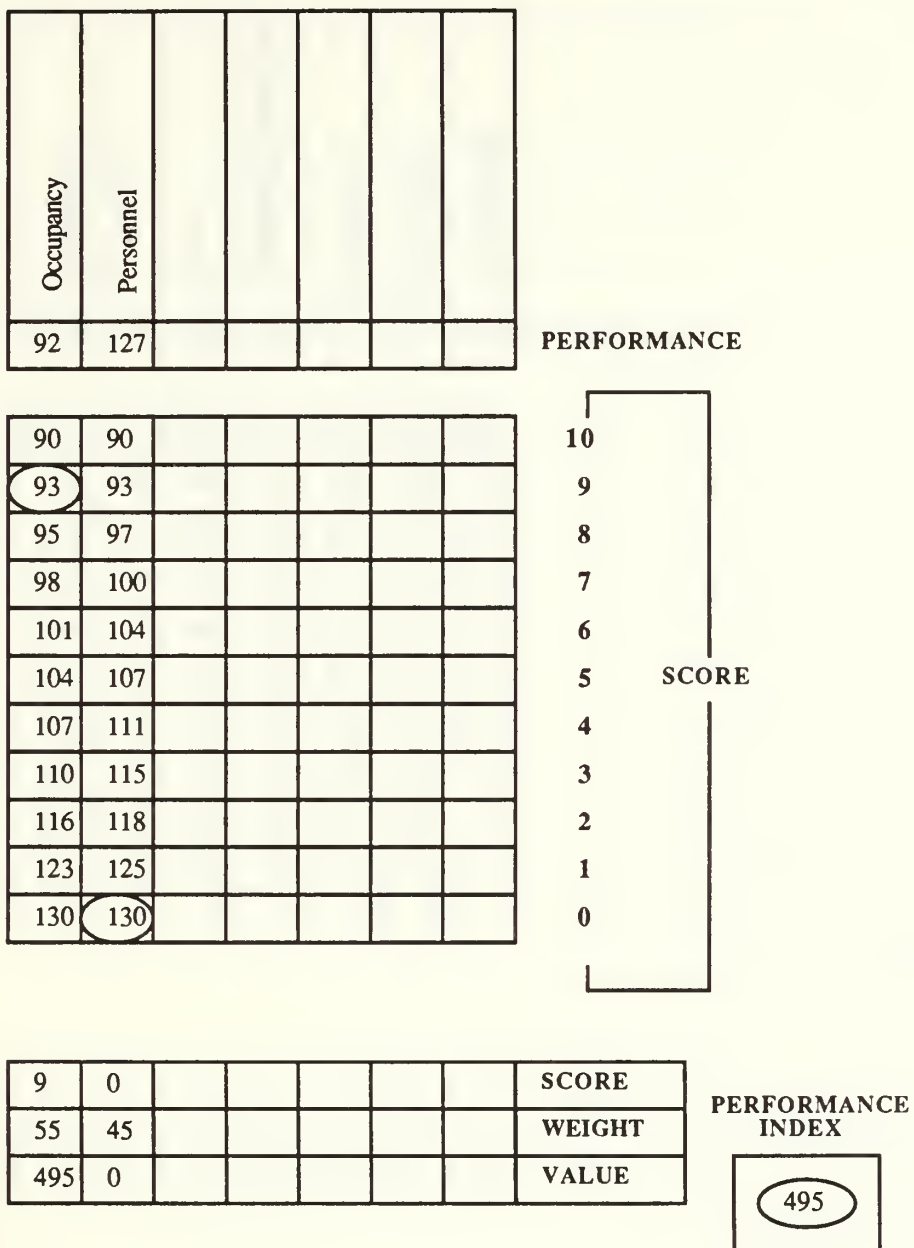 Occupancy Personnel
92 127 PERFORMANCE
90 90 10
93 93 9
95 97 8
98 100 7
101 104 6
104 107 5 SCORE
107 111 4
110 115 3
116 118 2
123 125 1
130 130 0
9 0 SCORE
55 45 WEIGHT
495 0 VALUE
PERFORMANCE
INDEX
495